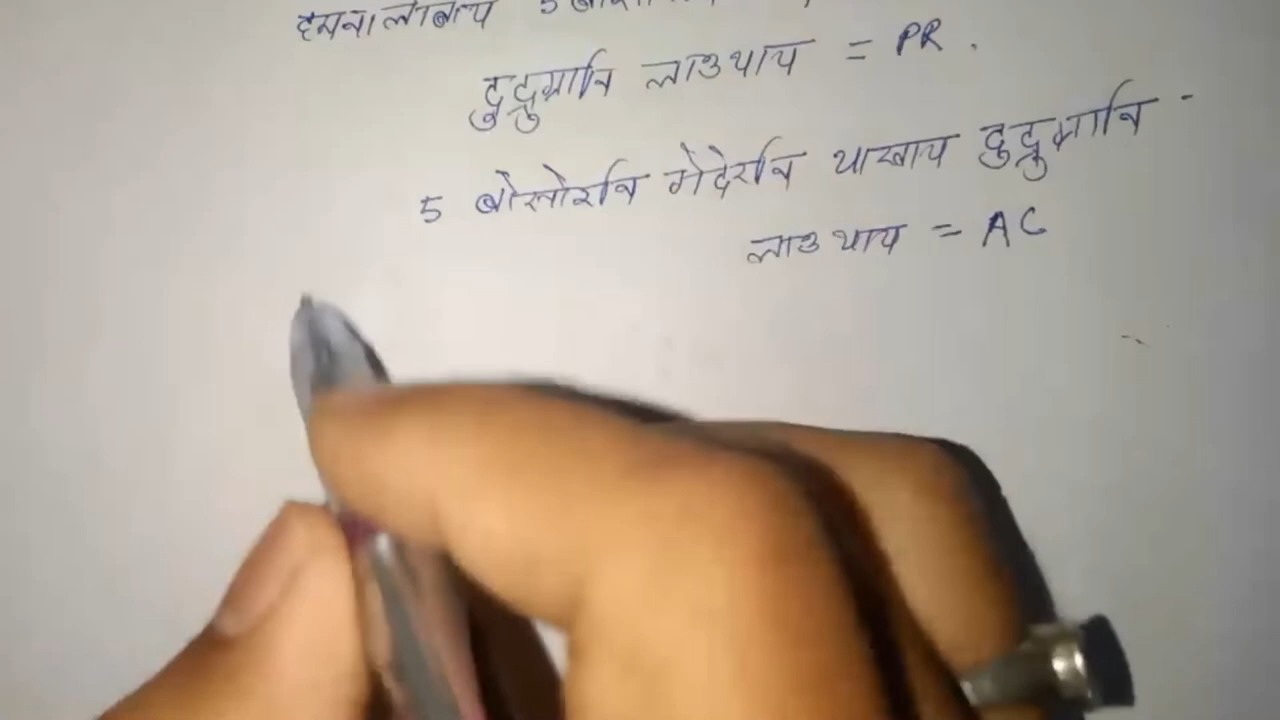 दुद्रुमानि लाउथाय = PR .
5 बोसोरनि गेदेरनि थाखाय दुद्रुमानि
लाउथाय = AC